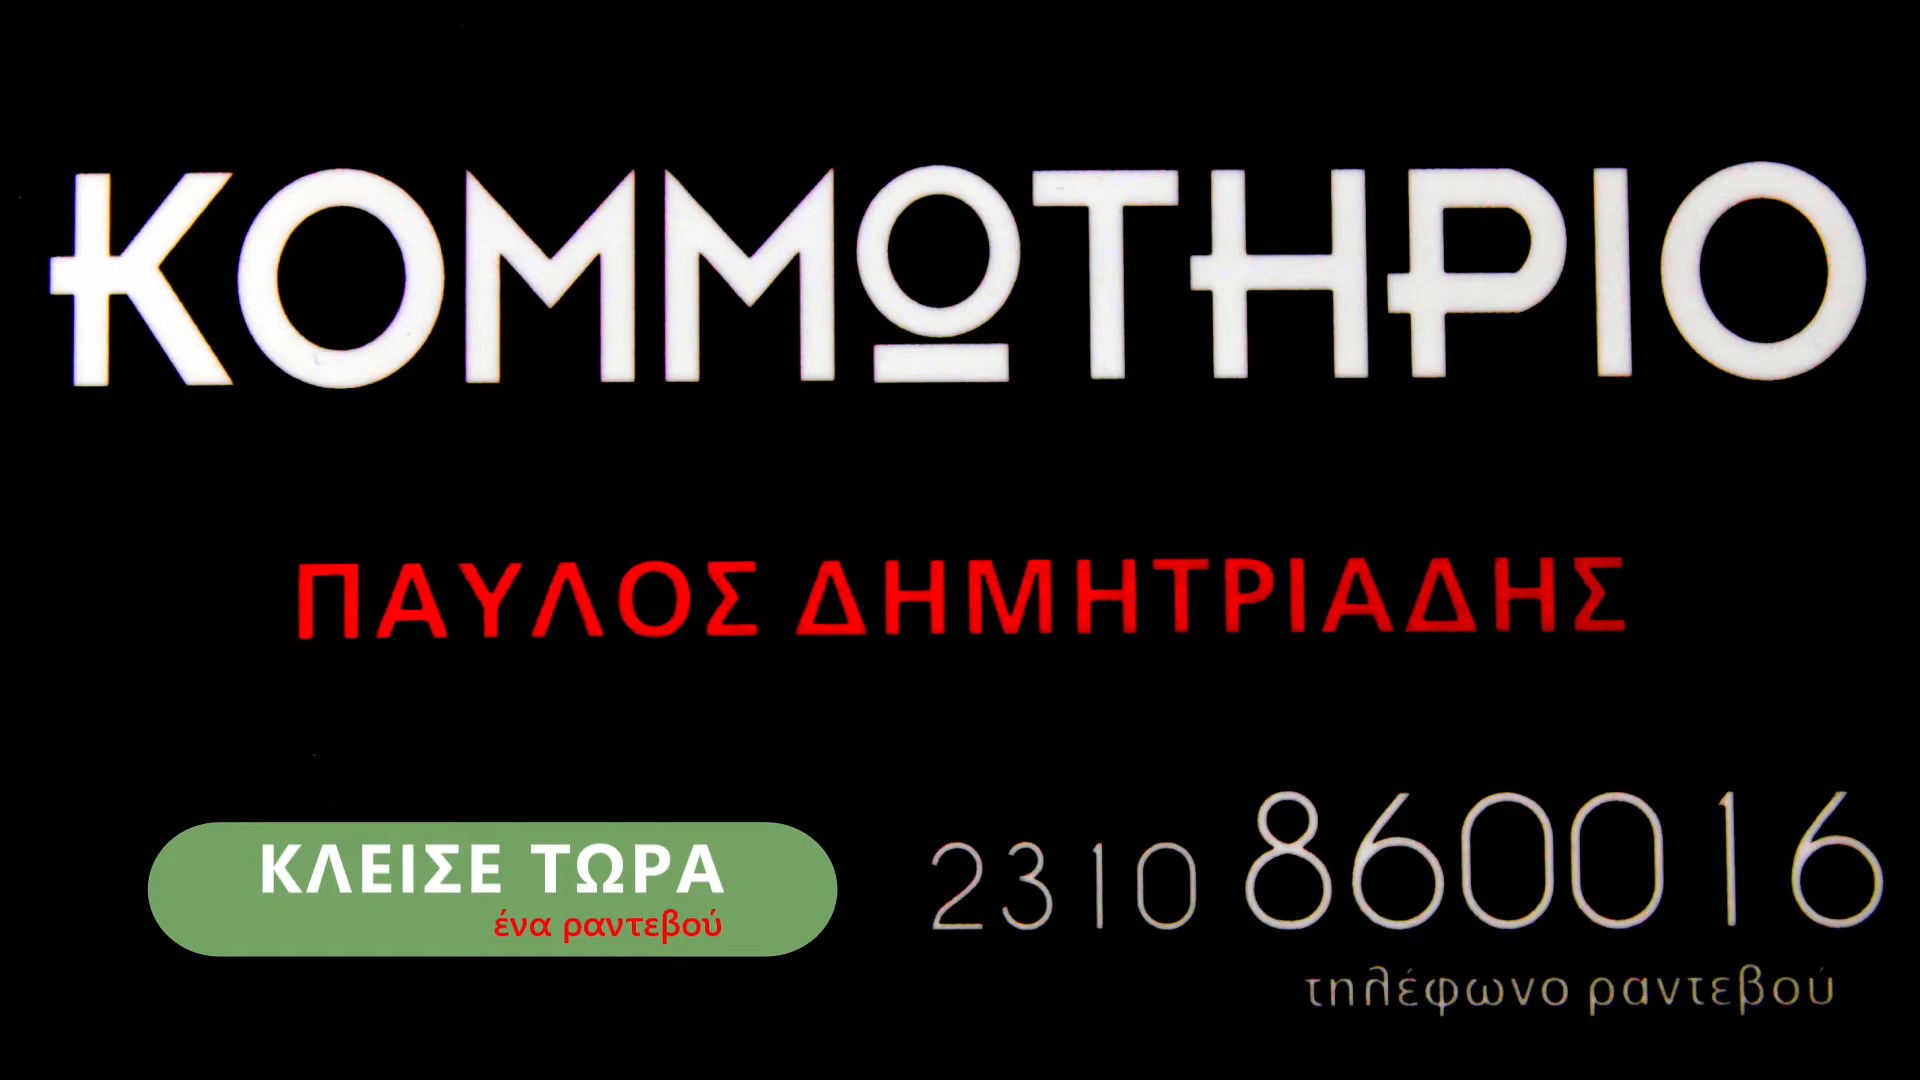 ΚΟΜΜΩΤΗΡΙΟ
ΠΑΥΛΟΣ ΔΗΜΗΤΡΙΑΔΗΣ
ΚΛΕΙΣΕ ΤΩΡΑ
ένα ραντεβού
2310 860016
τηλέφωνο ραντεβού